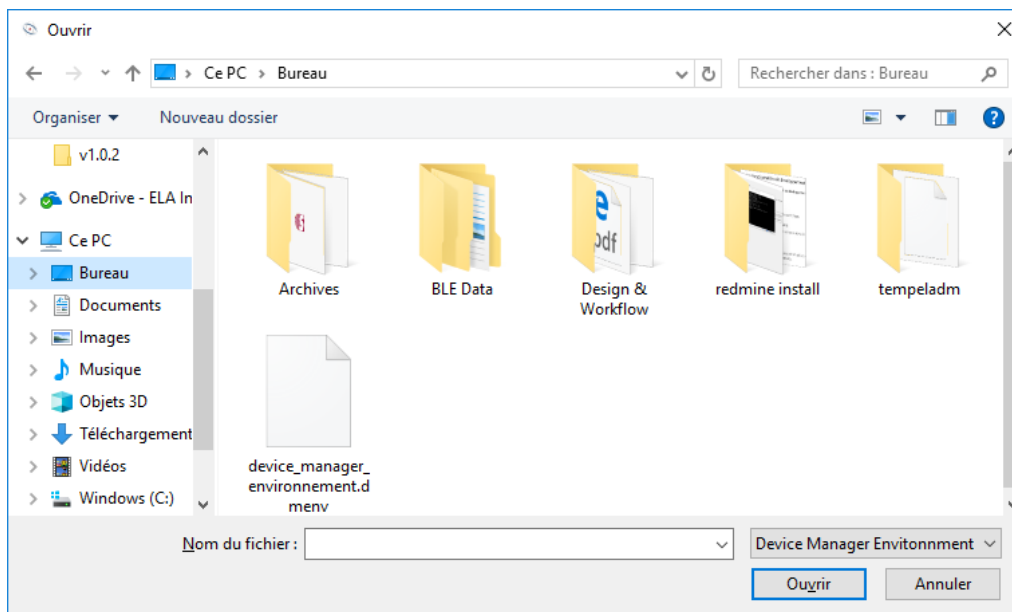 Ouvrir
Ce PC > Bureau
Rechercher dans : Bureau
Organiser
Nouveau dossier
v1.0.2
OneDrive - ELA In
Ce PC
Bureau
Documents
Images
Musique
Objets 3D
Téléchargement
Vidéos
Windows (C:)
Archives
BLE Data
Design &
Workflow
redmine install
tempeladm
pdf
device_manager_
environnement.d
menv
Nom du fichier :
Device Manager Envitonnment
Ouvrir
Annuler